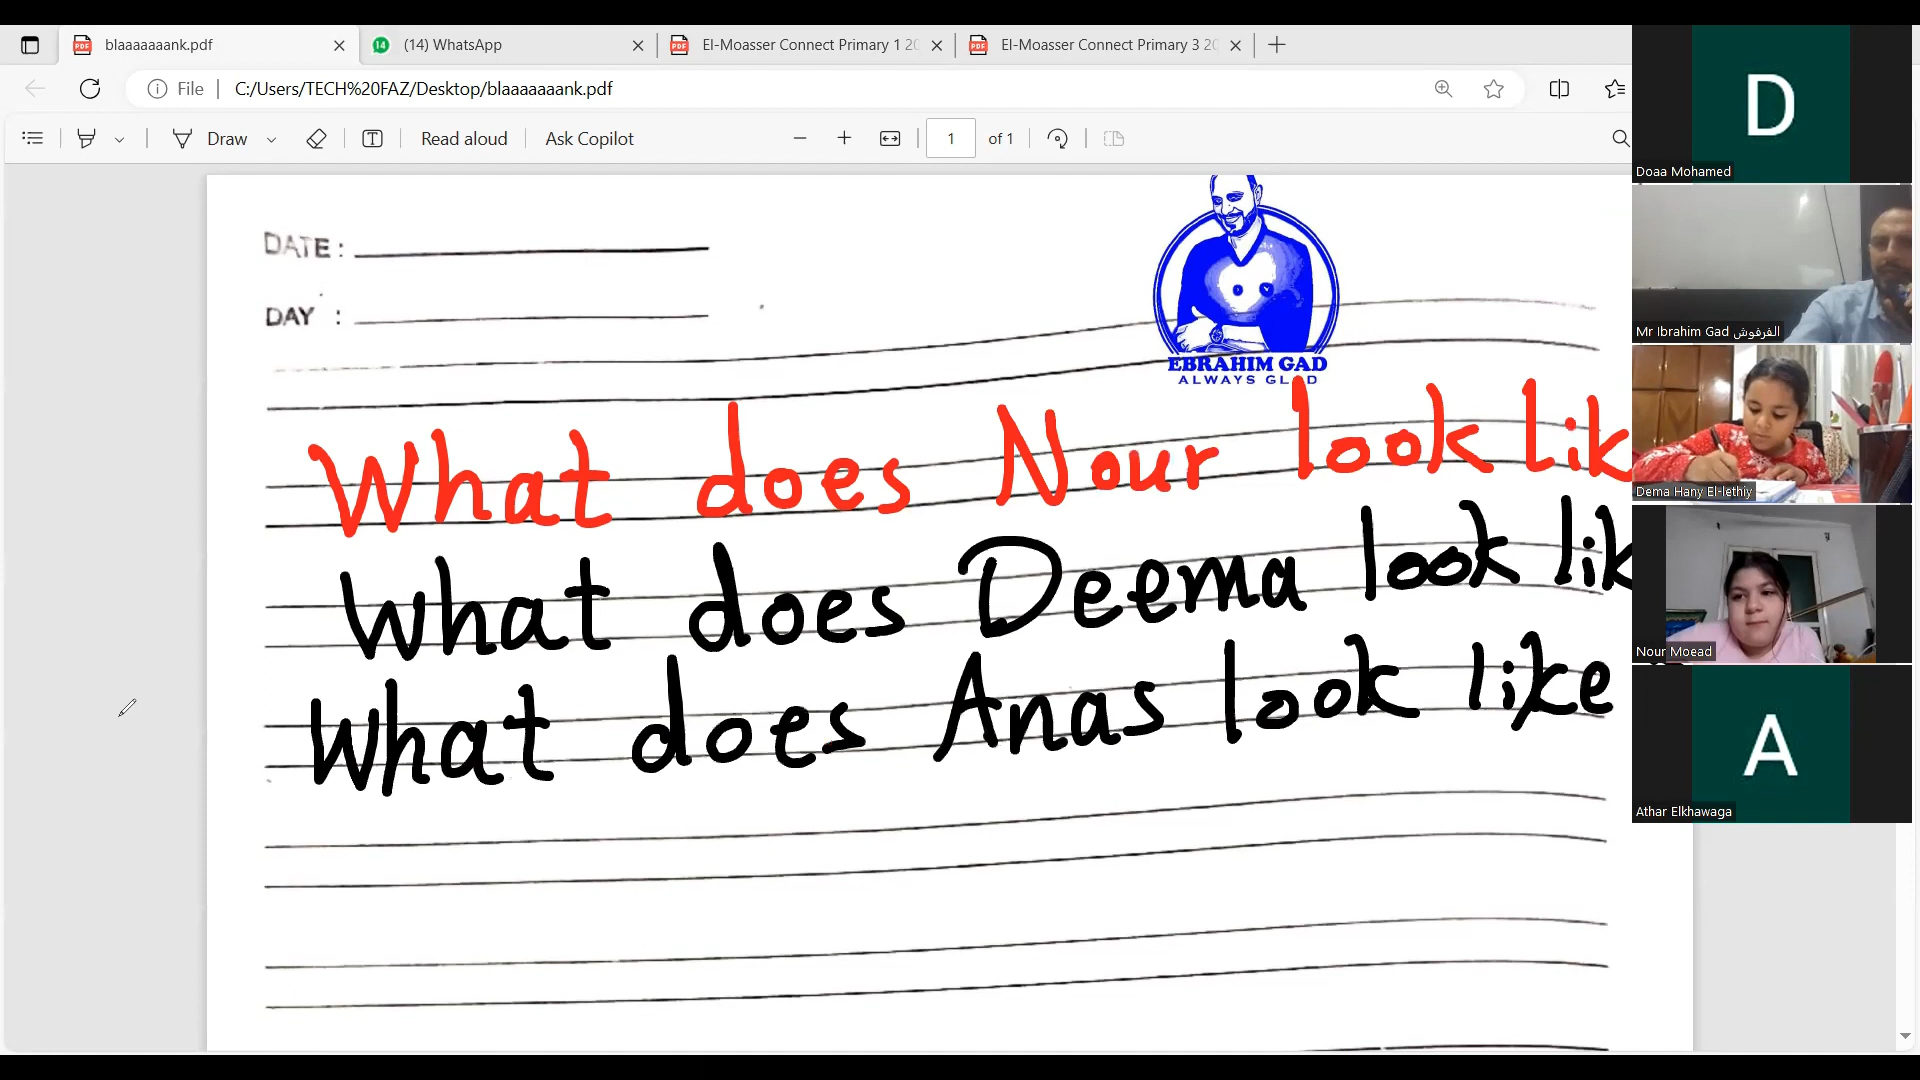 blaaaaaaank.pdf
14
(14) WhatsApp
El-Moasser Connect Primary 1 20
El-Moasser Connect Primary 3 20
File
C:/Users/TECH%20FAZ/Desktop/blaaaaaaank.pdf
Draw
Read aloud
Ask Copilot
1
of 1
D
Doaa Mohamed
Mr Ibrahim Gad الفرفوش
Dema Hany El-lethiy
Nour Moead
A
Athar Elkhawaga
DATE :
DAY :
EBRAHIM GAD
ALWAYS GLAD
What does Nour look lik
What does Deema look lik
What does Anas look like